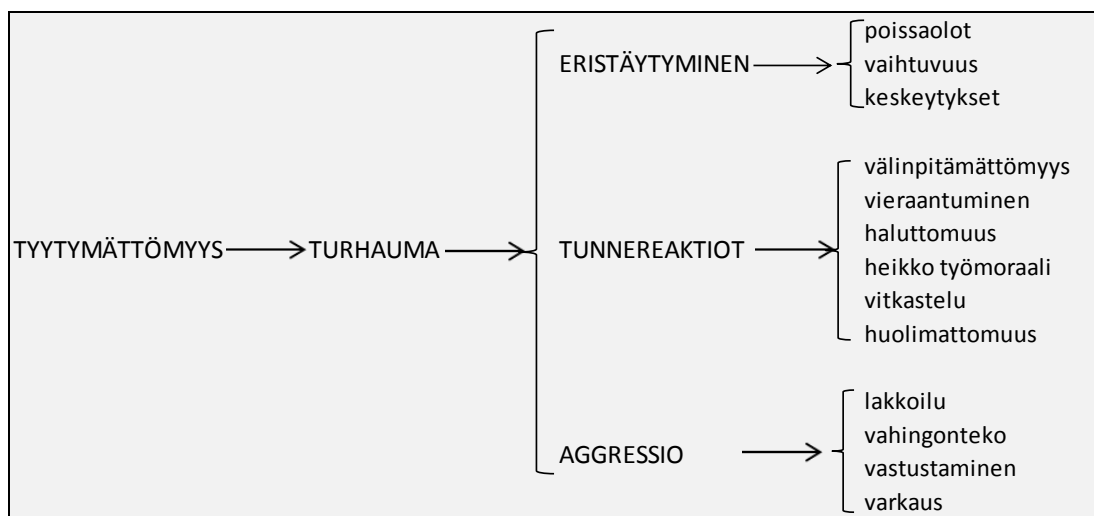 TYYTYMÄTTÖMYYS
TURHAUMA
ERISTÄYTYMINEN
poissaolot
vaihtuvuus
keskeytykset
TUNNEREAKTIOT
välinpitämättömyys
vieraantuminen
haluttomuus
heikko työmoraali
vitkastelu
huolimattomuus
AGGRESSIO
lakkoilu
vahingonteko
vastustaminen
varkaus